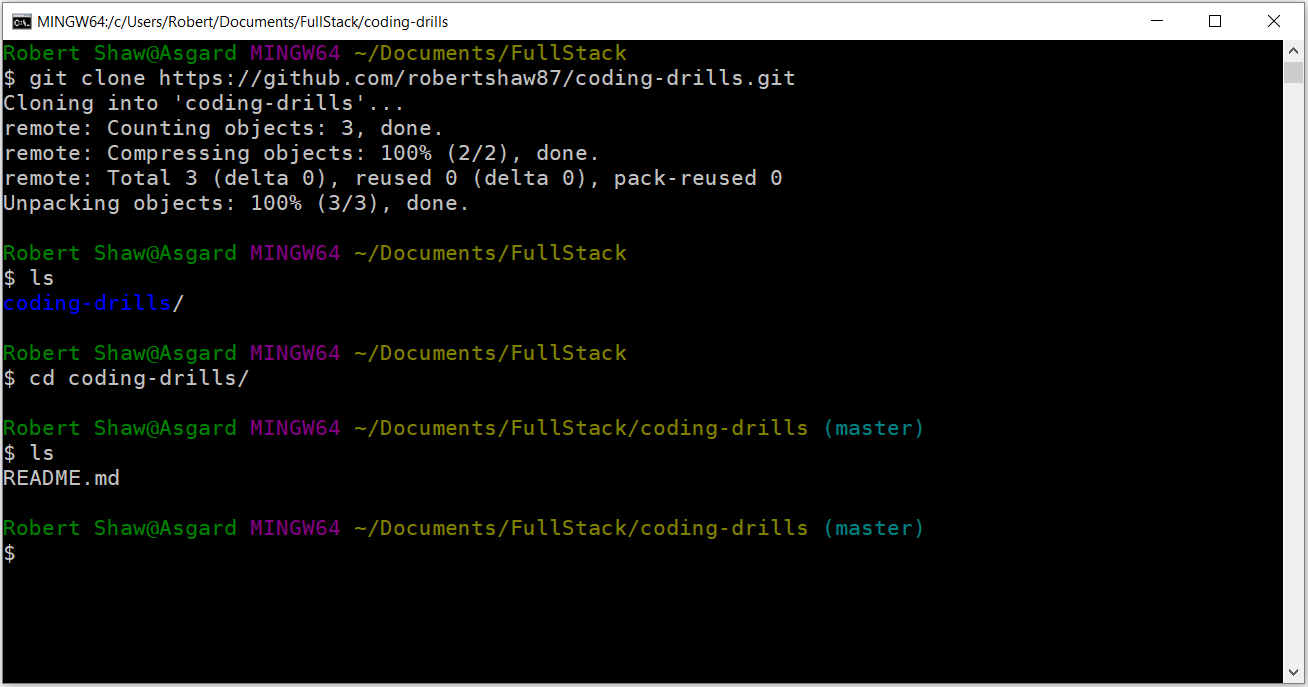 MINGW64:/c/Users/Robert/Documents/FullStack/coding-drills
Robert Shaw@Asgard MINGW64 ~/Documents/FullStack
$ git clone https://github.com/robertshaw87/coding-drills.git
Cloning into 'coding-drills'...
remote: Counting objects: 3, done.
remote: Compressing objects: 100% (2/2), done.
remote: Total 3 (delta 0), reused 0 (delta 0), pack-reused 0
Unpacking objects: 100% (3/3), done.
Robert Shaw@Asgard MINGW64 ~/Documents/FullStack
$ ls
coding-drills/
Robert Shaw@Asgard MINGW64 ~/Documents/FullStack
$ cd coding-drills/
Robert Shaw@Asgard MINGW64 ~/Documents/FullStack/coding-drills (master)
$ ls
README.md
Robert Shaw@Asgard MINGW64 ~/Documents/FullStack/coding-drills (master)
$